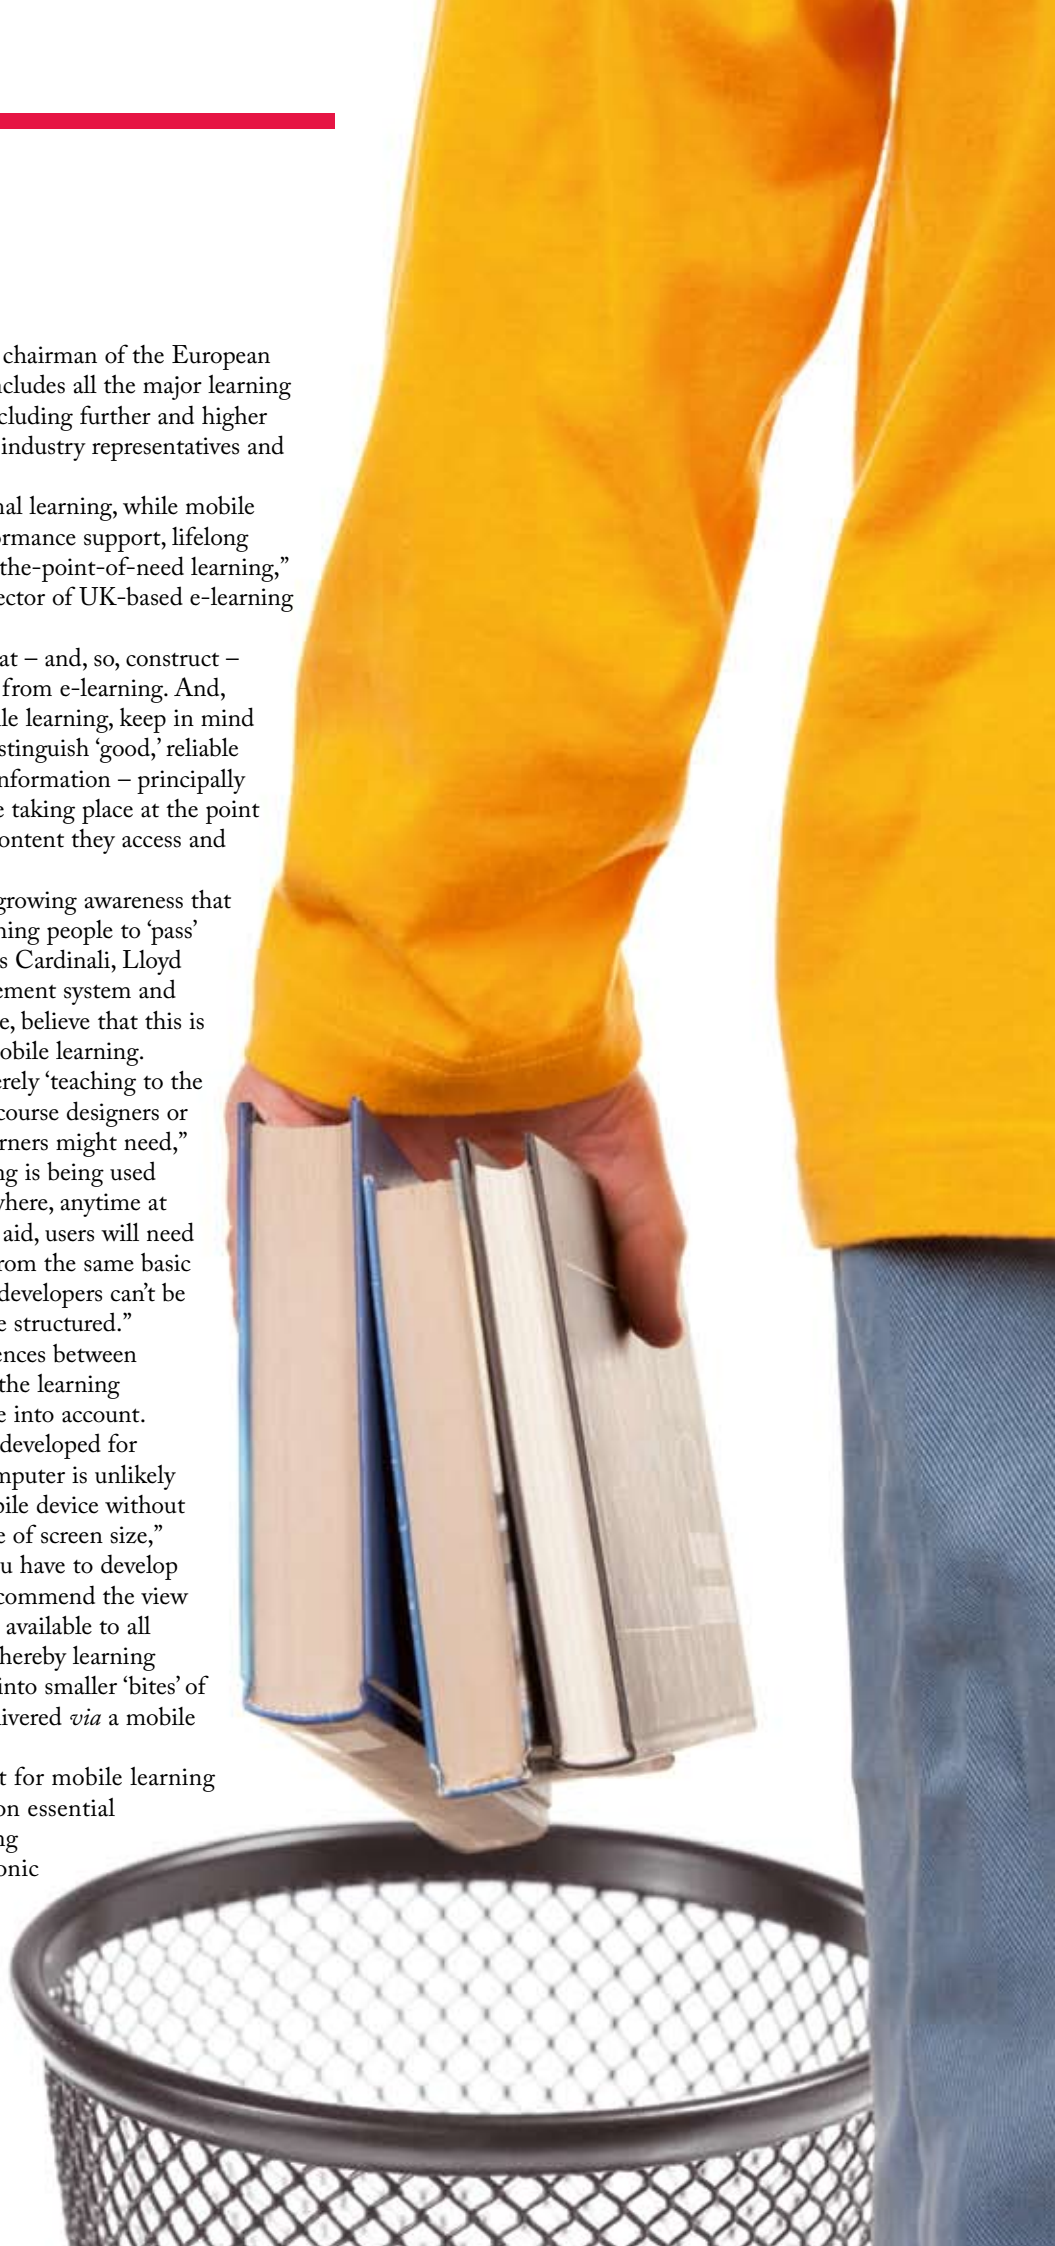 chairman of the European
cludes all the major learning
cluding further and higher
industry representatives and
nal learning, while mobile
ormance support, lifelong
the-point-of-need learning,”
ector of UK-based e-learning
at – and, so, construct –
from e-learning. And,
le learning, keep in mind
stinguish ‘good,’ reliable
nformation – principally
e taking place at the point
ontent they access and
growing awareness that
ning people to ‘pass’
s Cardinali, Lloyd
ement system and
e, believe that this is
obile learning.
erely ‘teaching to the
course designers or
rners might need,”
ng is being used
where, anytime at
aid, users will need
rom the same basic
developers can’t be
e structured.”
ences between
the learning
e into account.
developed for
mputer is unlikely
bile device without
e of screen size,”
u have to develop
commend the view
available to all
hereby learning
into smaller ‘bites’ of
livered via a mobile
t for mobile learning
on essential
ng
onic